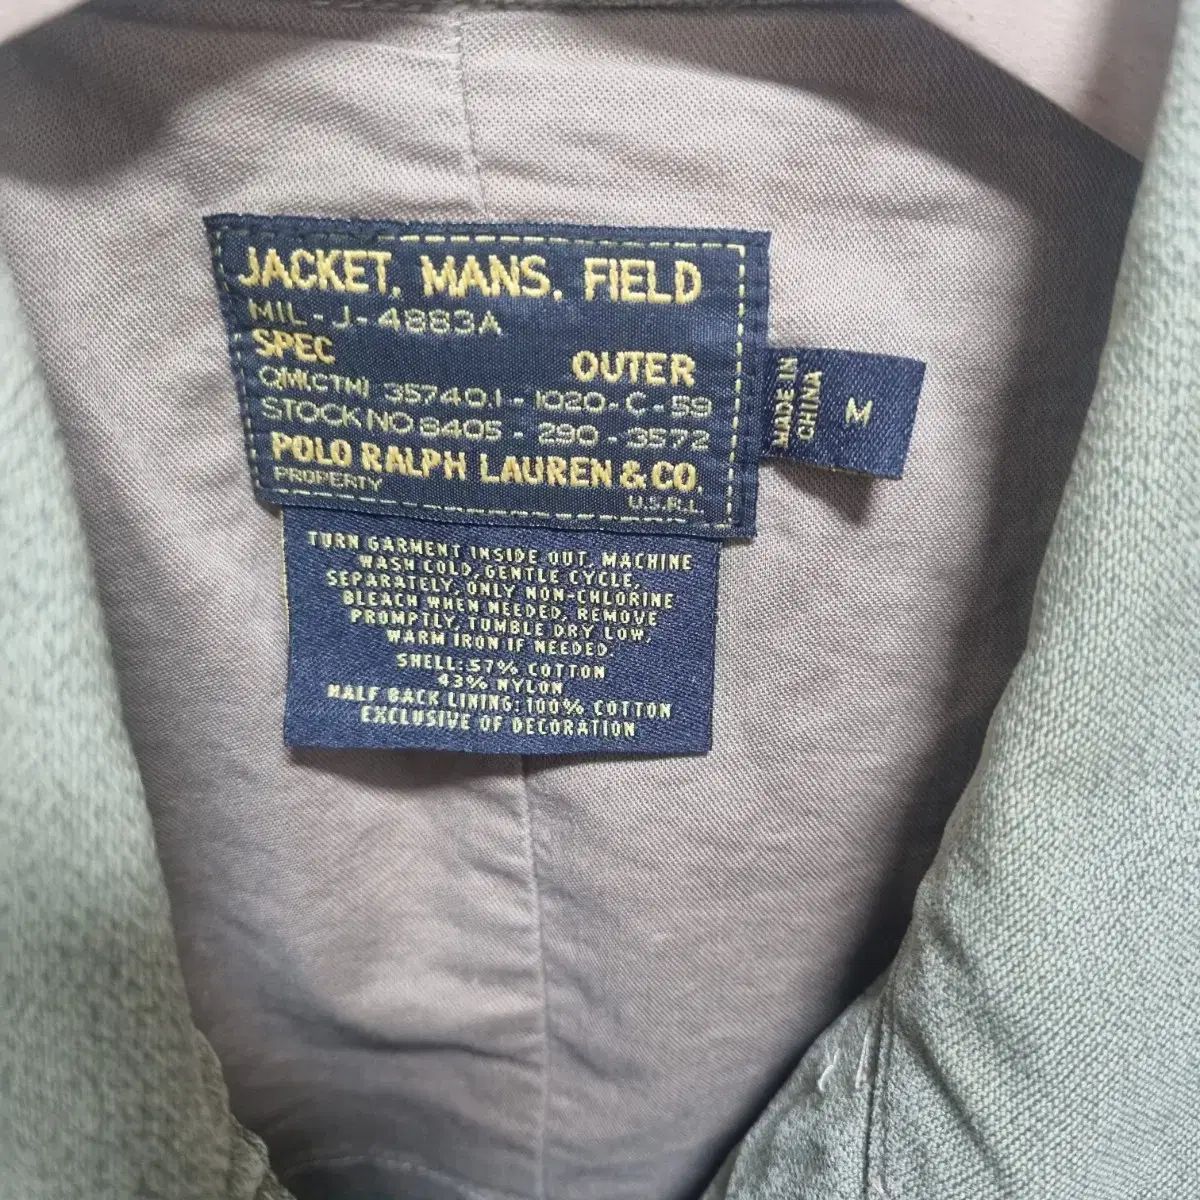 JACKET, MANS, FIELD
MIL-J-4883A
SPEC
OUTER
QM(CTM) 35740.1-1020-C-59
STOCK NO 8405-290-3572
POLO RALPH LAUREN & CO.
PROPERTY
U.S.R.L
MADE IN
CHINA
M
TURN GARMENT INSIDE OUT, MACHINE
WASH COLD, GENTLE CYCLE,
SEPARATELY, ONLY NON-CHLORINE
BLEACH WHEN NEEDED, REMOVE
PROMPTLY, TUMBLE DRY LOW,
WARM IRON IF NEEDED.
SHELL: 57% COTTON
43% NYLON
HALF BACK LINING: 100% COTTON
EXCLUSIVE OF DECORATION